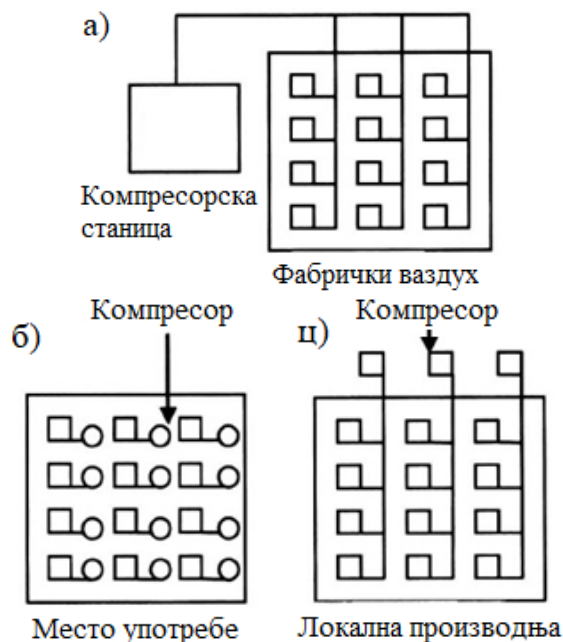 а)
Компресорска
станица
Фабрички ваздух
Компресор
б)
Компресор
ц)
Место употребе
Локална производња